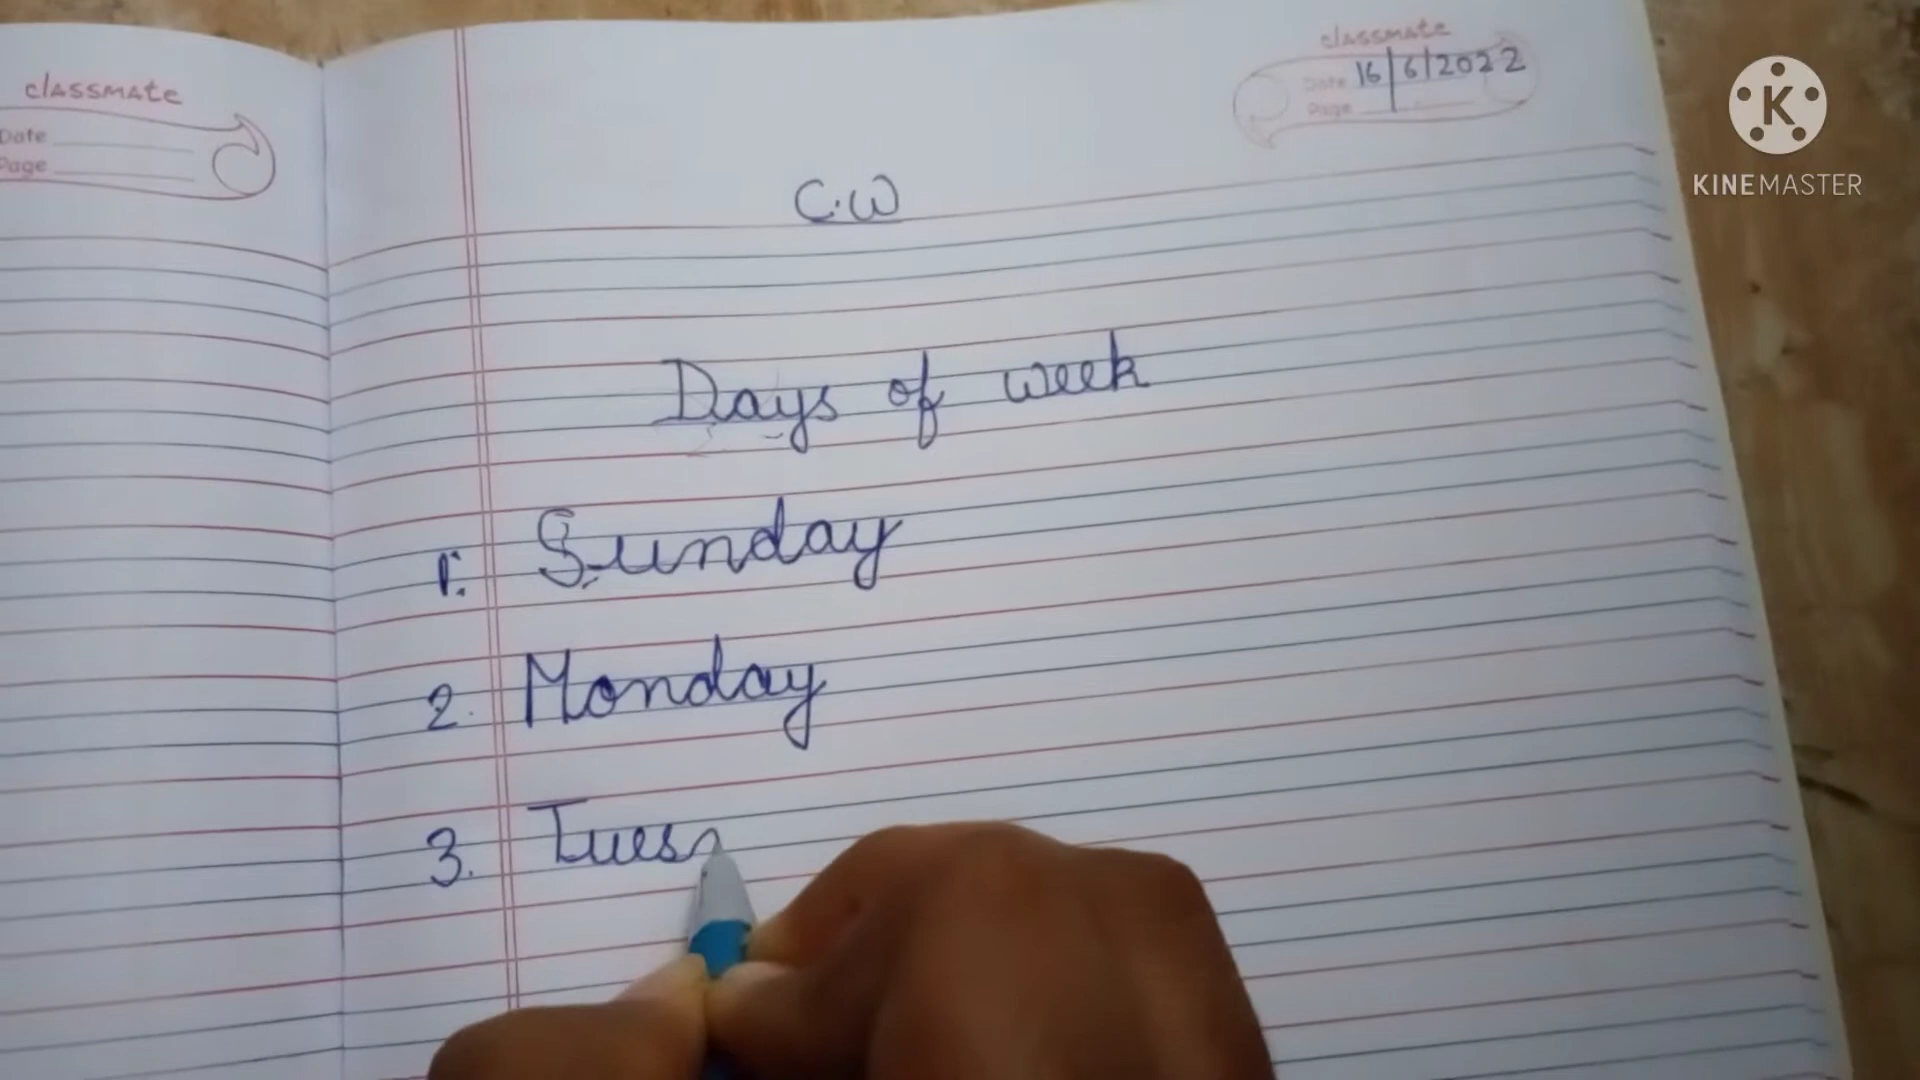 classmate
Date
Page
classmate
Date 16/6/2022
Page
KINEMASTER
C.W
Days of week
1. Sunday
2. Monday
3. Tues